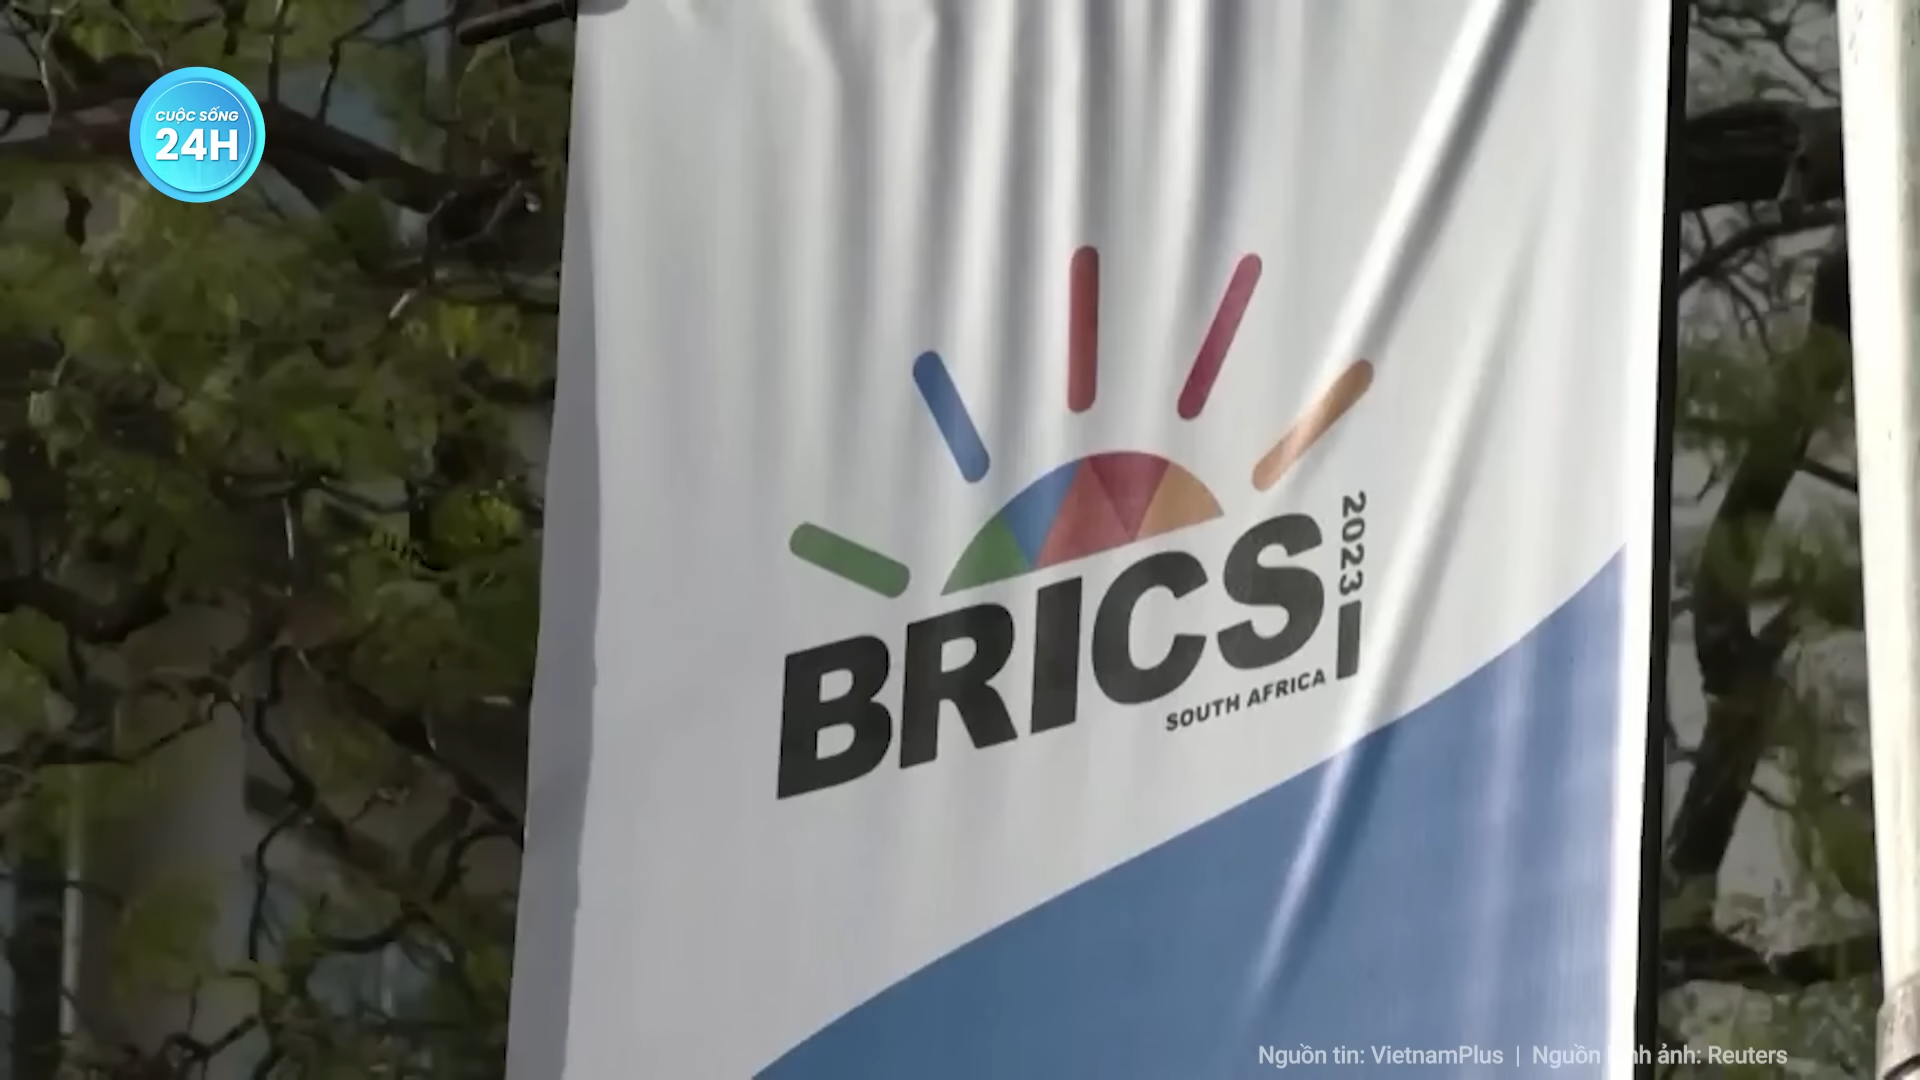 CUỘC SỐNG
24H
2023
BRICS
SOUTH AFRICA
Nguồn tin: VietnamPlus | Nguồn ảnh: Reuters